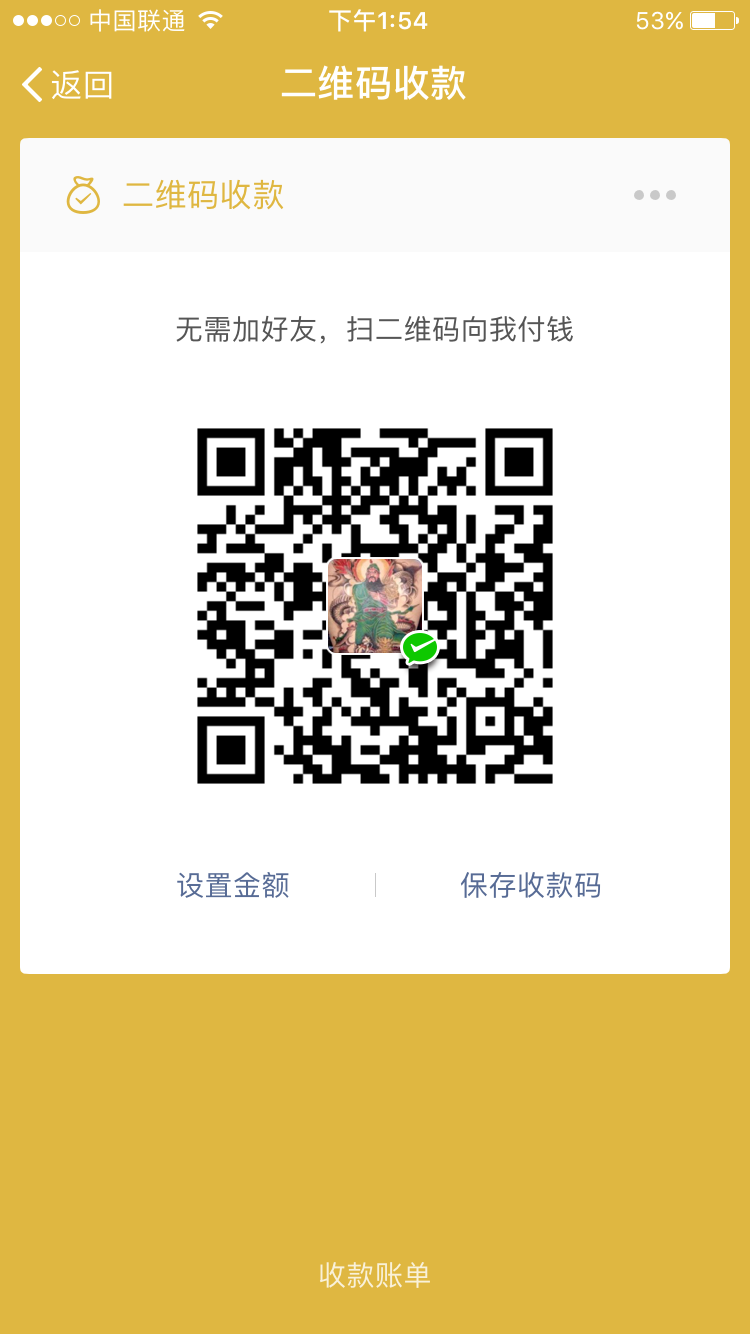 中国联通 下午1:54 53%
返回 二维码收款
二维码收款
无需加好友，扫二维码向我付钱
设置金额 保存收款码
收款账单